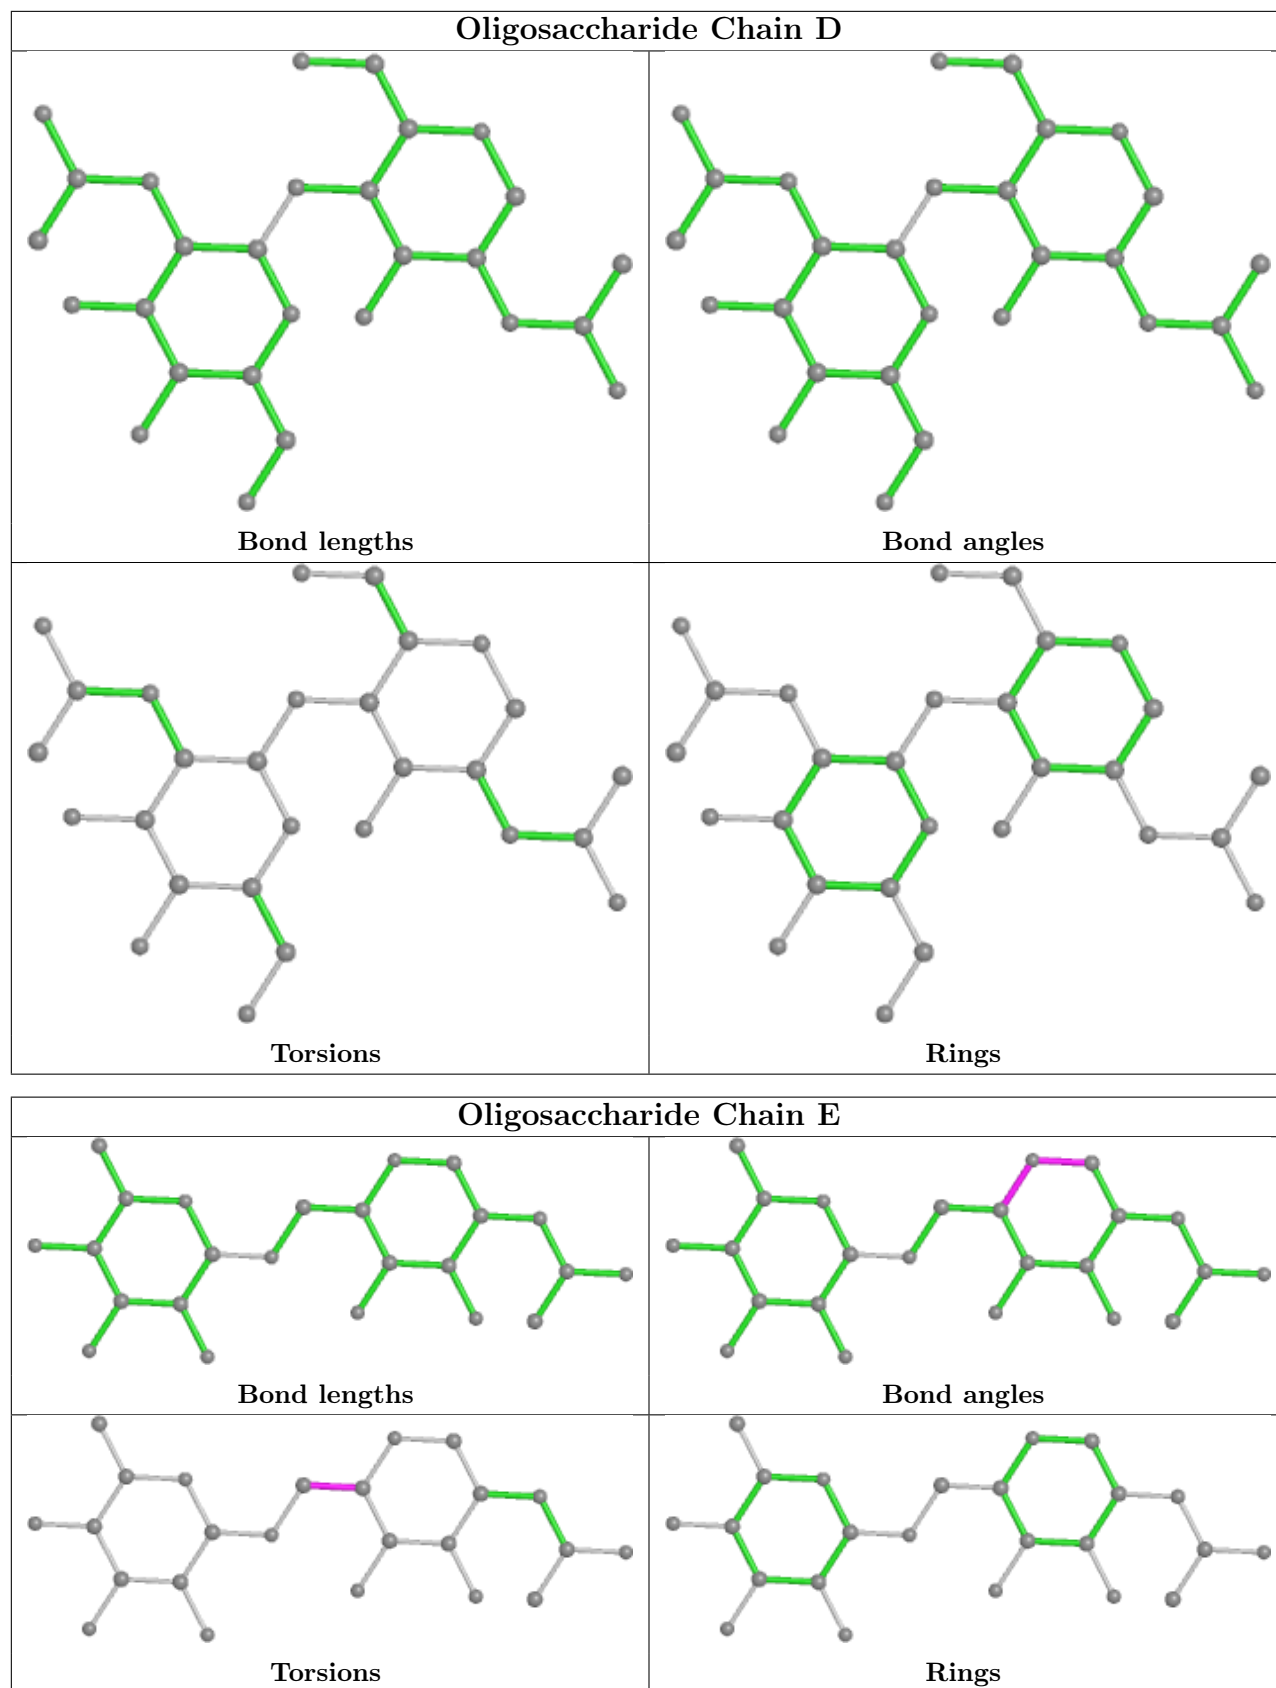 Oligosaccharide Chain D
Bond lengths
Bond angles
Torsions
Rings
Oligosaccharide Chain E
Bond lengths
Bond angles
Torsions
Rings